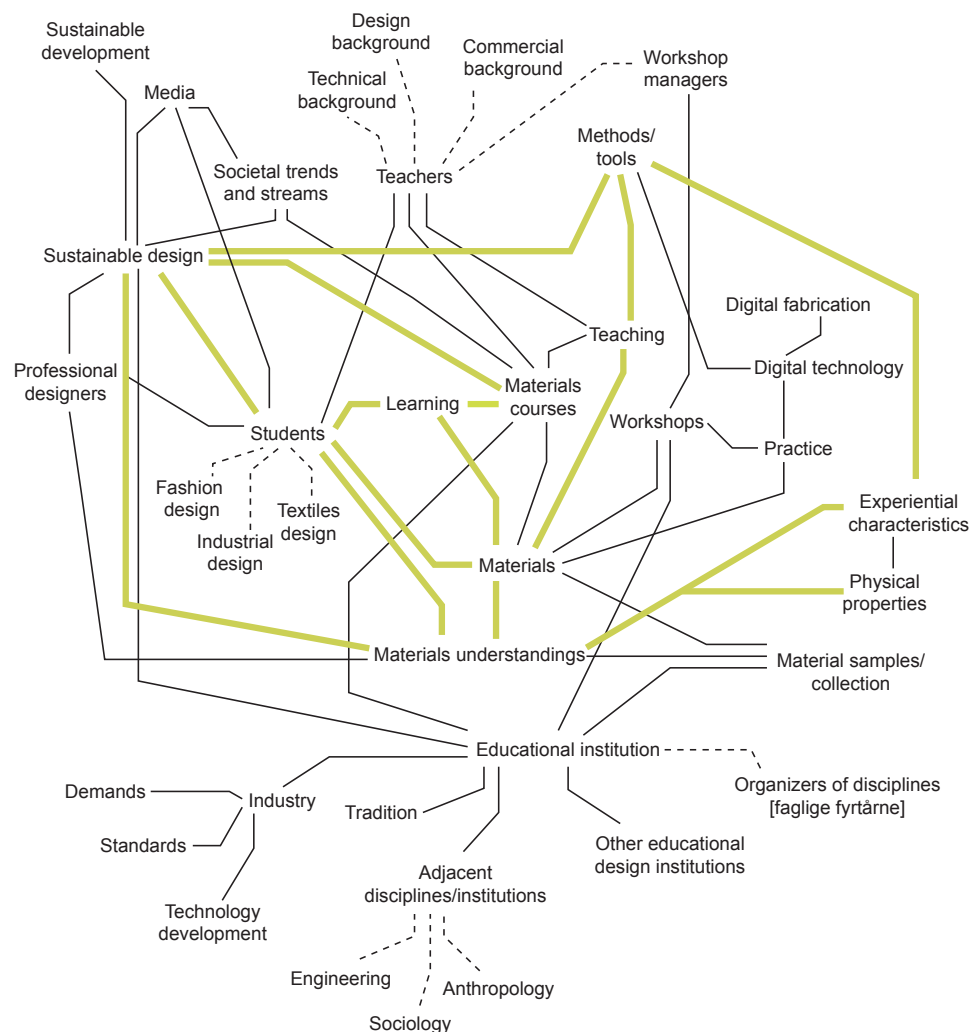 Sustainable
development
Design
background
Commercial
background
Workshop
managers
Technical
background
Media
Methods/
tools
Societal trends
and streams
Teachers
Sustainable design
Digital fabrication
Teaching
Professional
designers
Digital technology
Materials
courses
Learning
Students
Workshops
Practice
Fashion
design
Textiles
design
Industrial
design
Experiential
characteristics
Materials
Physical
properties
Materials understandings
Material samples/
collection
Educational institution
Organizers of disciplines
[faglige fyrtårne]
Demands
Industry
Tradition
Standards
Other educational
design institutions
Adjacent
disciplines/institutions
Technology
development
Engineering
Anthropology
Sociology